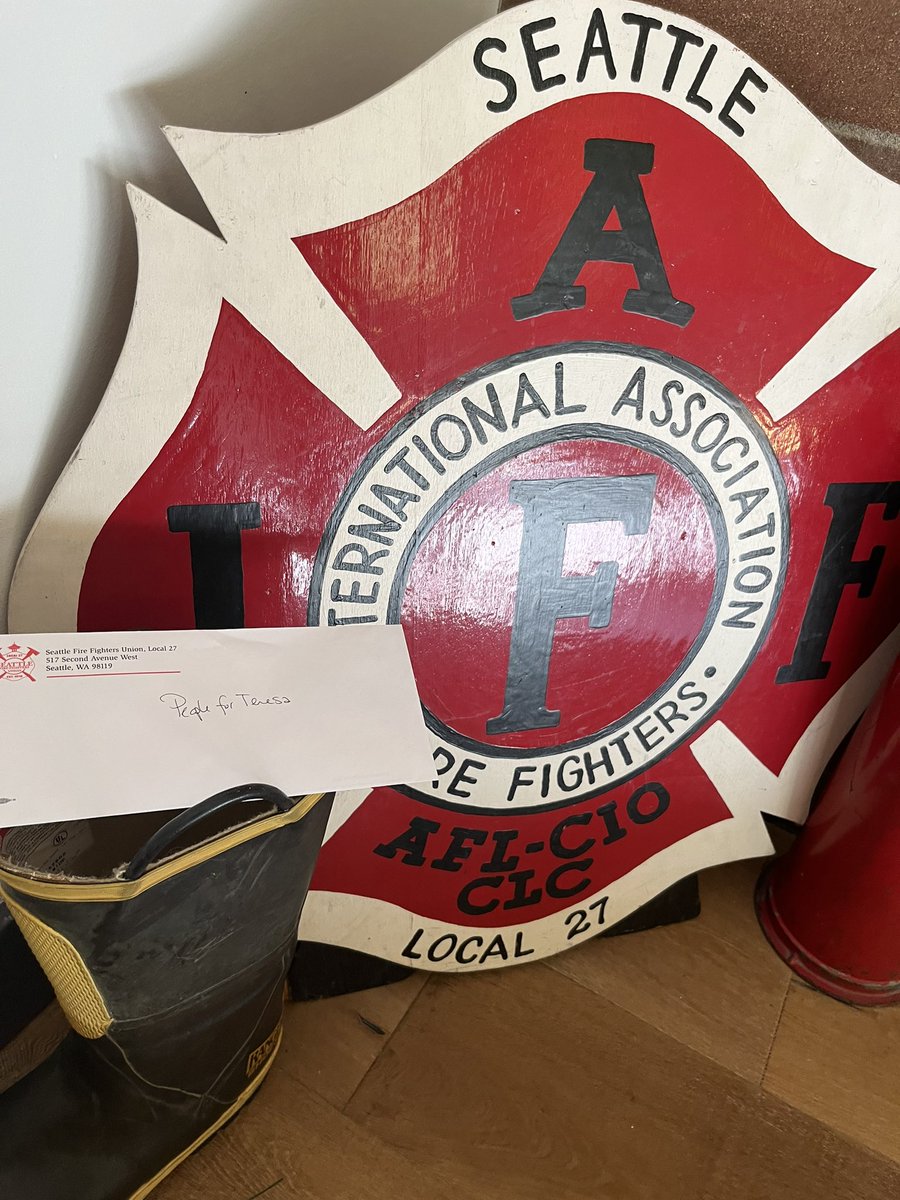 SEATTLE
A
I
F
F
INTERNATIONAL ASSOCIATION
FIRE FIGHTERS •
AFL-CIO
CLC
LOCAL 27
SEATTLE
Seattle Fire Fighters Union, Local 27
517 Second Avenue West
Seattle, WA 98119
People for Teresa